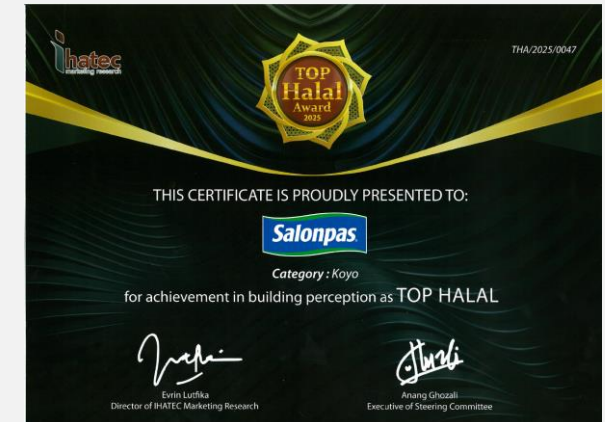 ihatec
marketing research
THA/2025/0047
TOP
Halal
Award
2025
THIS CERTIFICATE IS PROUDLY PRESENTED TO:
Salonpas
Category : Koyo
for achievement in building perception as TOP HALAL
Evrin Lutfika
Director of IHATEC Marketing Research
Anang Ghozali
Executive of Steering Committee